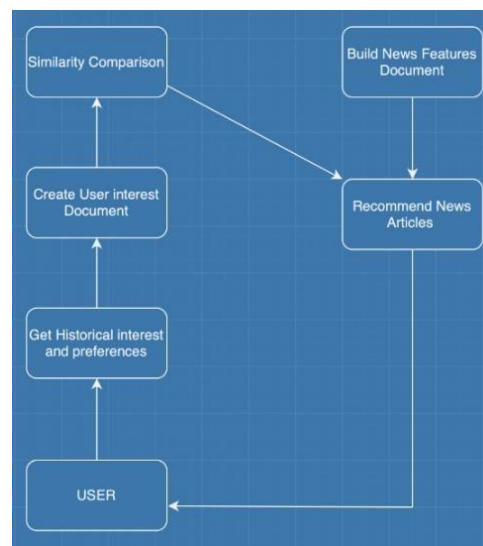 Similarity Comparison
Build News Features
Document
Create User interest
Document
Recommend News
Articles
Get Historical interest
and preferences
USER